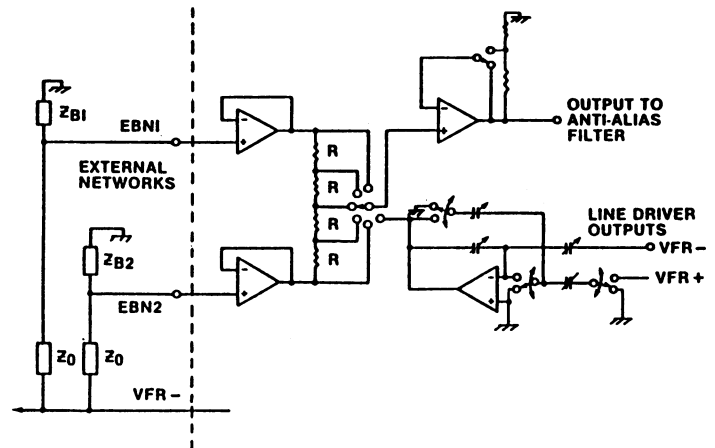 ZB1
EBN1
EXTERNAL
NETWORKS
ZB2
EBN2
Z0
Z0
VFR –
–
+
–
+
R
R
R
R
–
+
OUTPUT TO
ANTI-ALIAS
FILTER
LINE DRIVER
OUTPUTS
VFR –
VFR +
–
+